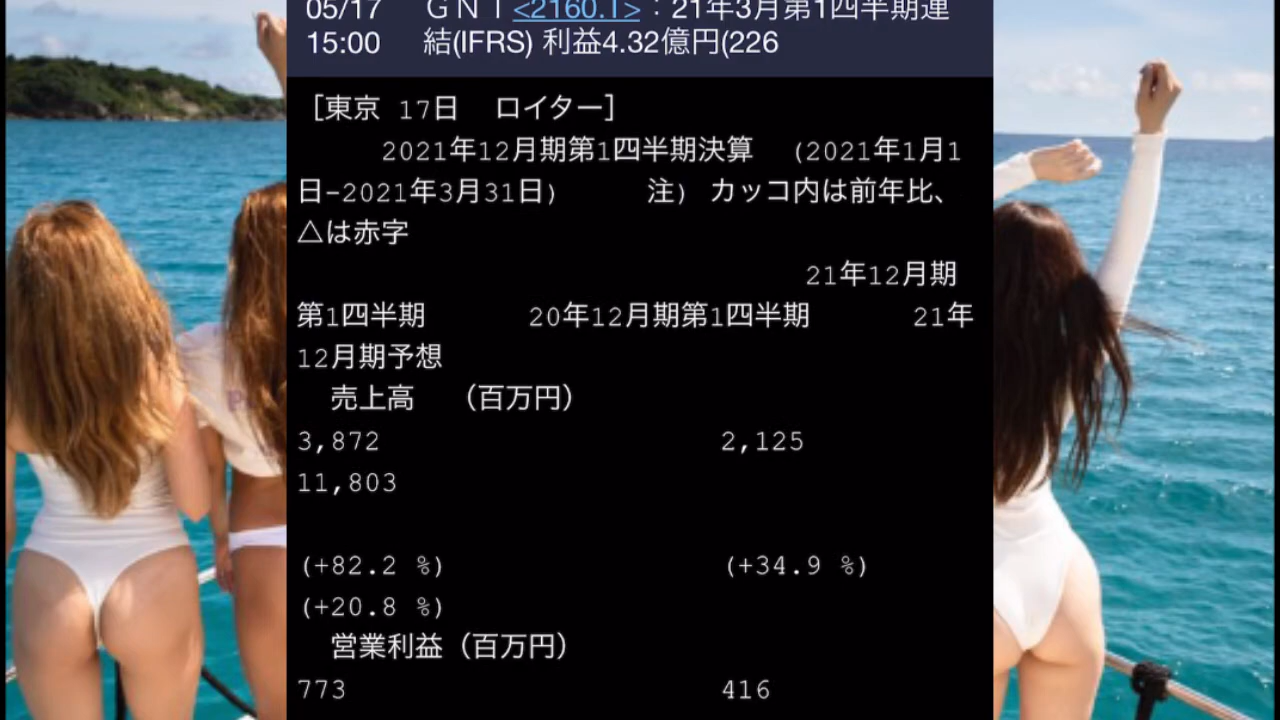 05/17 GNI<2160.T>：21年3月第1四半期連
15:00 結(IFRS) 利益4.32億円(226
［東京 17日 ロイター］
2021年12月期第1四半期決算 (2021年1月1
日−2021年3月31日) 注) カッコ内は前年比、
△は赤字
21年12月期
第1四半期 20年12月期第1四半期 21年
12月期予想
売上高 （百万円）
3,872 2,125
11,803
(+82.2 %) (+34.9 %)
(+20.8 %)
営業利益（百万円）
773 416